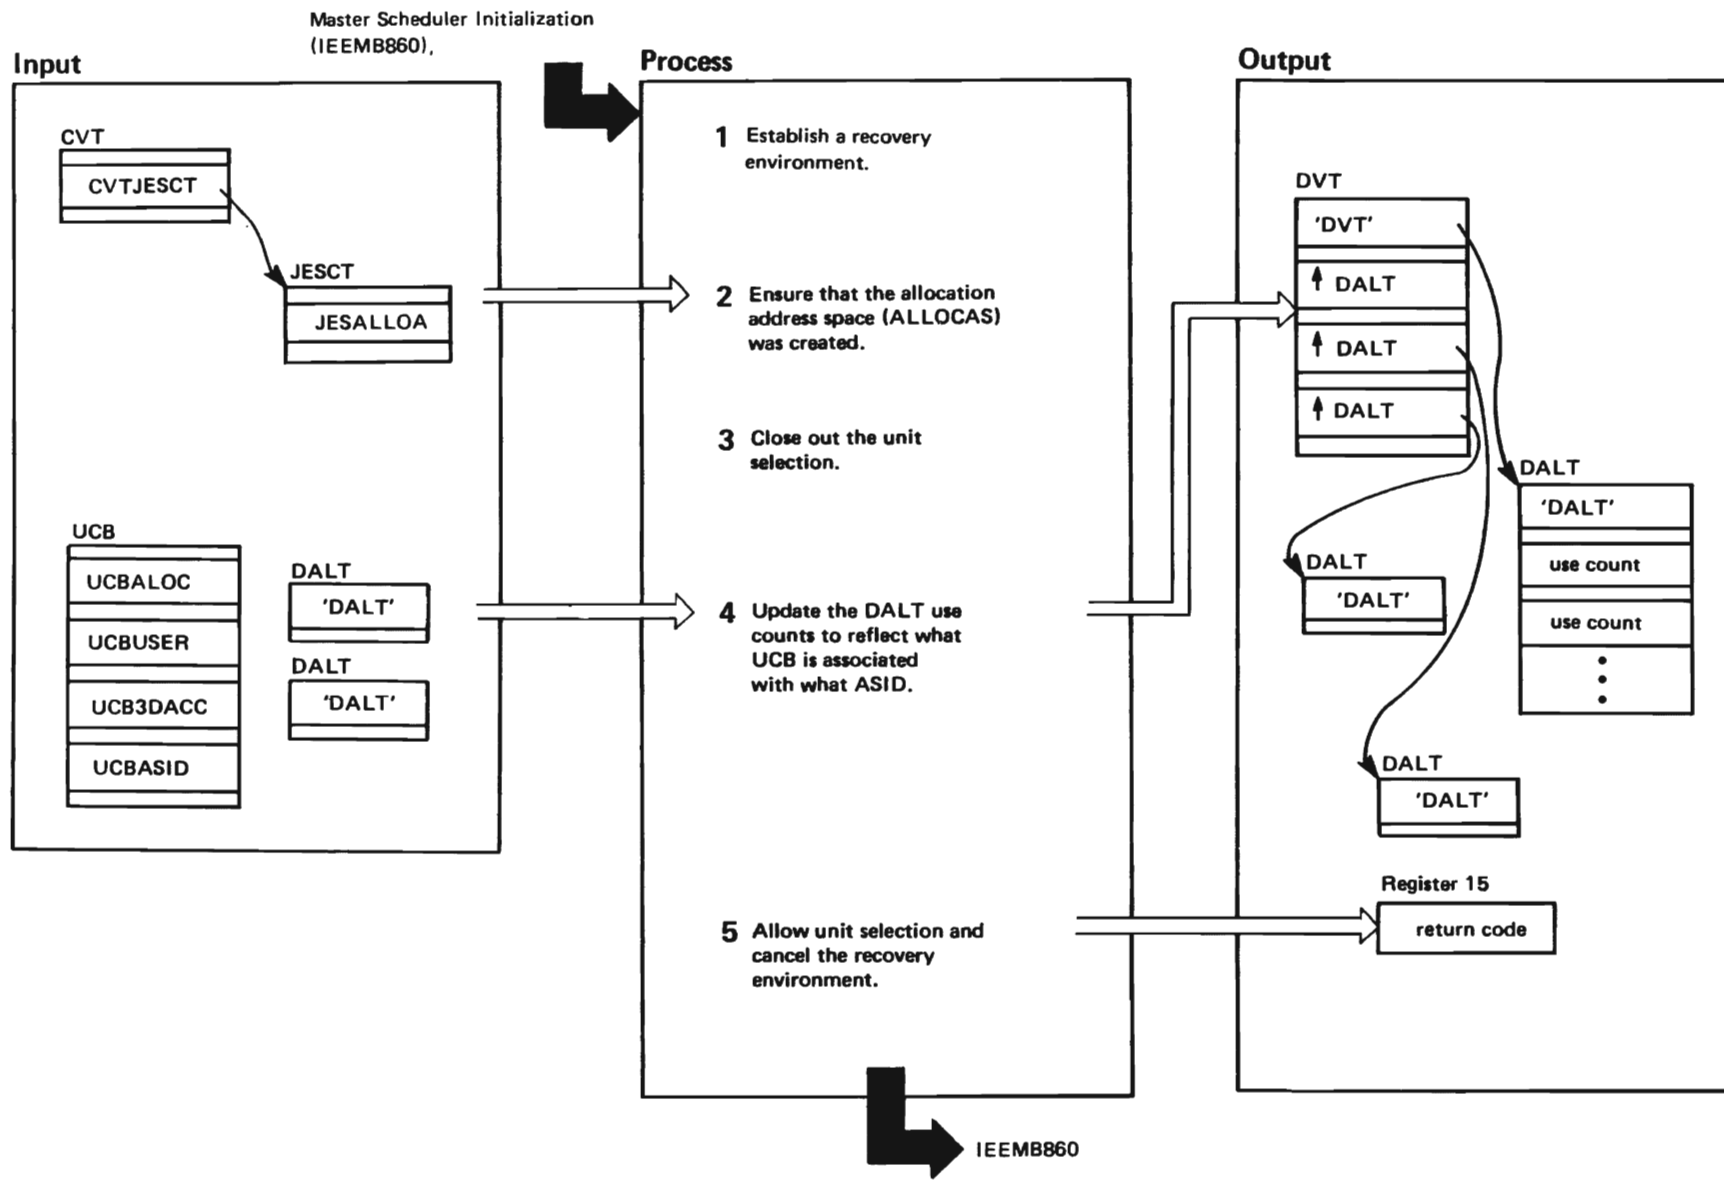 Master Scheduler Initialization
(IEEMB860),
Input
CVT
CVTJESCT
JESCT
JESALLOA
UCB
UCBALOC
UCBUSER
UCB3DACC
UCBASID
DALT
'DALT'
DALT
'DALT'
Process
1 Establish a recovery
environment.
2 Ensure that the allocation
address space (ALLOCAS)
was created.
3 Close out the unit
selection.
4 Update the DALT use
counts to reflect what
UCB is associated
with what ASID.
5 Allow unit selection and
cancel the recovery
environment.
IEEMB860
Output
DVT
'DVT'
DALT
DALT
DALT
DALT
'DALT'
use count
use count
DALT
'DALT'
DALT
'DALT'
Register 15
return code